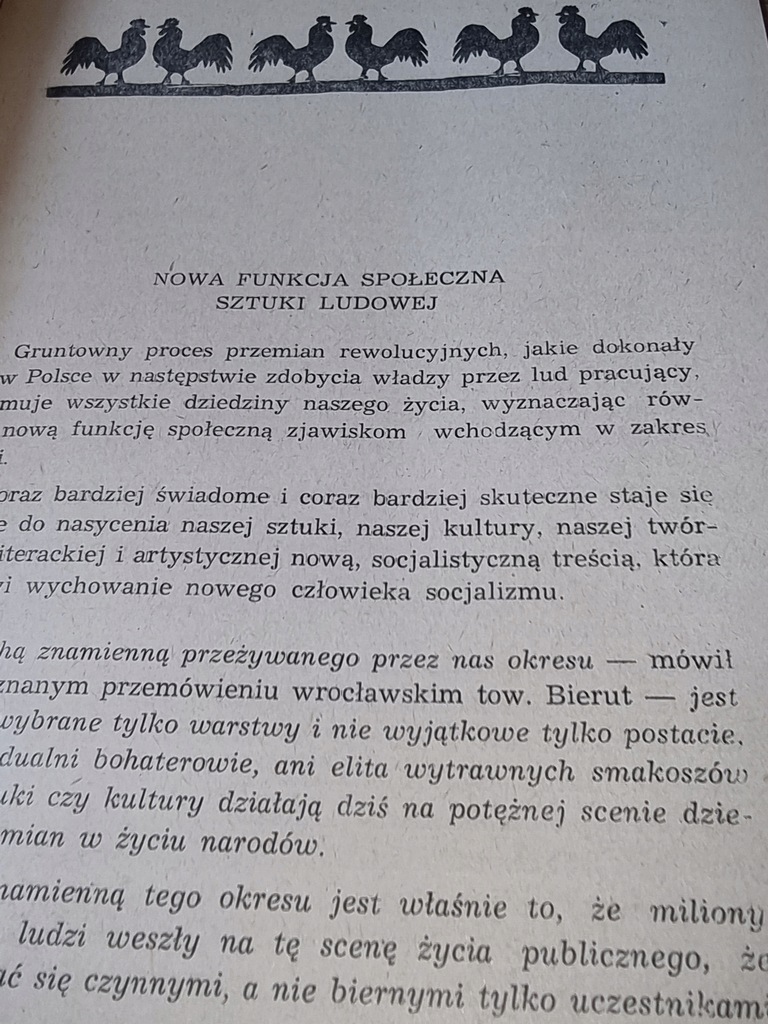 NOWA FUNKCJA SPOŁECZNA
SZTUKI LUDOWEJ
Gruntowny proces przemian rewolucyjnych, jakie dokonały
w Polsce w następstwie zdobycia władzy przez lud pracujący,
muje wszystkie dziedziny naszego życia, wyznaczając rów-
nową funkcję społeczną zjawiskom wchodzącym w zakres
i.
oraz bardziej świadome i coraz bardziej skuteczne staje się
e do nasycenia naszej sztuki, naszej kultury, naszej twór-
iterackiej i artystycznej nową, socjalistyczną treścią, która
wi wychowanie nowego człowieka socjalizmu.
hą znamienną przeżywanego przez nas okresu — mówił
znanym przemówieniu wrocławskim tow. Bierut — jest
wybrane tylko warstwy i nie wyjątkowe tylko postacie,
dualni bohaterowie, ani elita wytrawnych smakoszów
uki czy kultury działają dziś na potężnej scenie dzie-
mian w życiu narodów.
namienną tego okresu jest właśnie to, że miliony
ludzi weszły na tę scenę życia publicznego, że
ać się czynnymi, a nie biernymi tylko uczestnikami